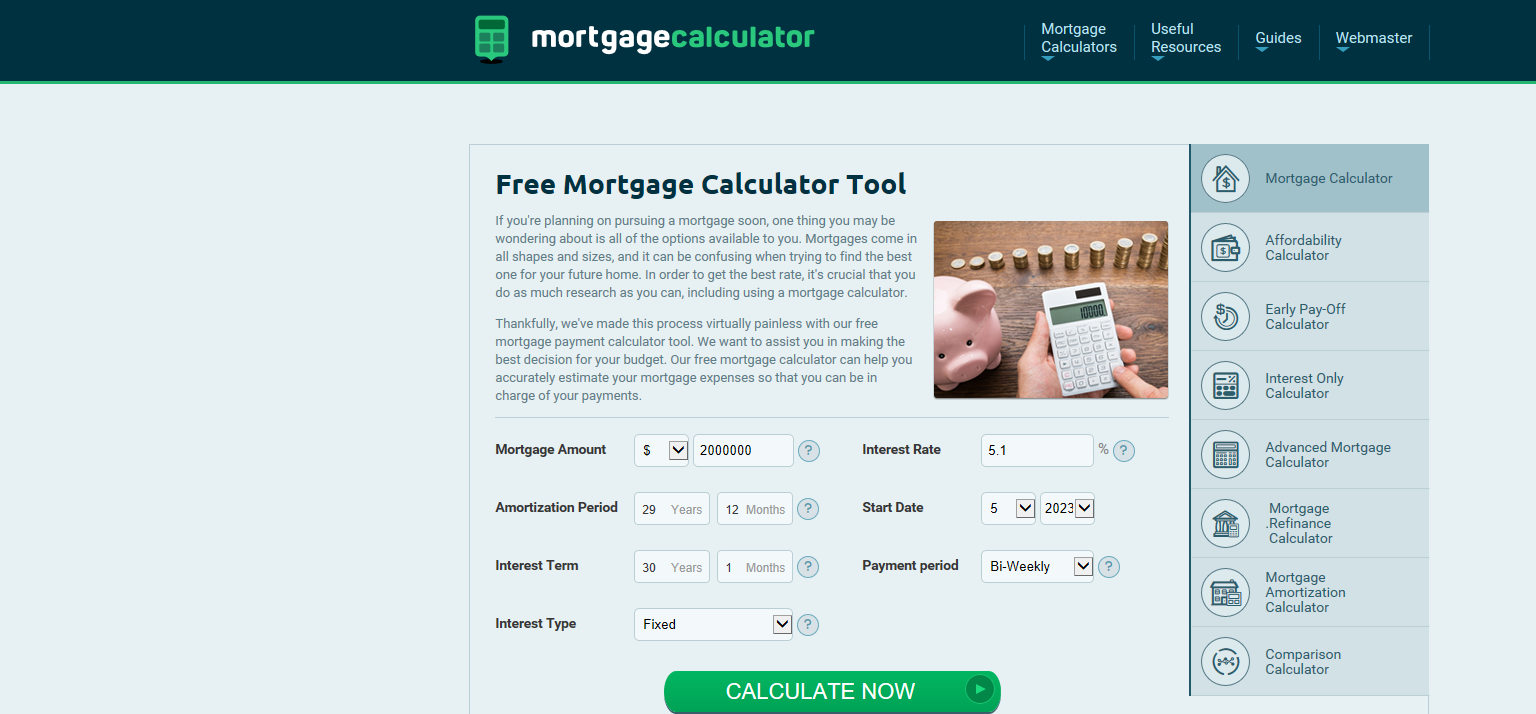 mortgagecalculator
Mortgage
Calculators
Useful
Resources
Guides
Webmaster
Free Mortgage Calculator Tool
If you're planning on pursuing a mortgage soon, one thing you may be
wondering about is all of the options available to you. Mortgages come in
all shapes and sizes, and it can be confusing when trying to find the best
one for your future home. In order to get the best rate, it's crucial that you
do as much research as you can, including using a mortgage calculator.
Thankfully, we've made this process virtually painless with our free
mortgage payment calculator tool. We want to assist you in making the
best decision for your budget. Our free mortgage calculator can help you
accurately estimate your mortgage expenses so that you can be in
charge of your payments.
10000.
Mortgage Amount $ 2000000 ? Interest Rate 5.1 % ?
Amortization Period 29 Years 12 Months ? Start Date 5 2023
Interest Term 30 Years 1 Months ? Payment period Bi-Weekly ?
Interest Type Fixed ?
CALCULATE NOW
Mortgage Calculator
Affordability
Calculator
Early Pay-Off
Calculator
Interest Only
Calculator
Advanced Mortgage
Calculator
Mortgage
.Refinance
Calculator
Mortgage
Amortization
Calculator
Comparison
Calculator